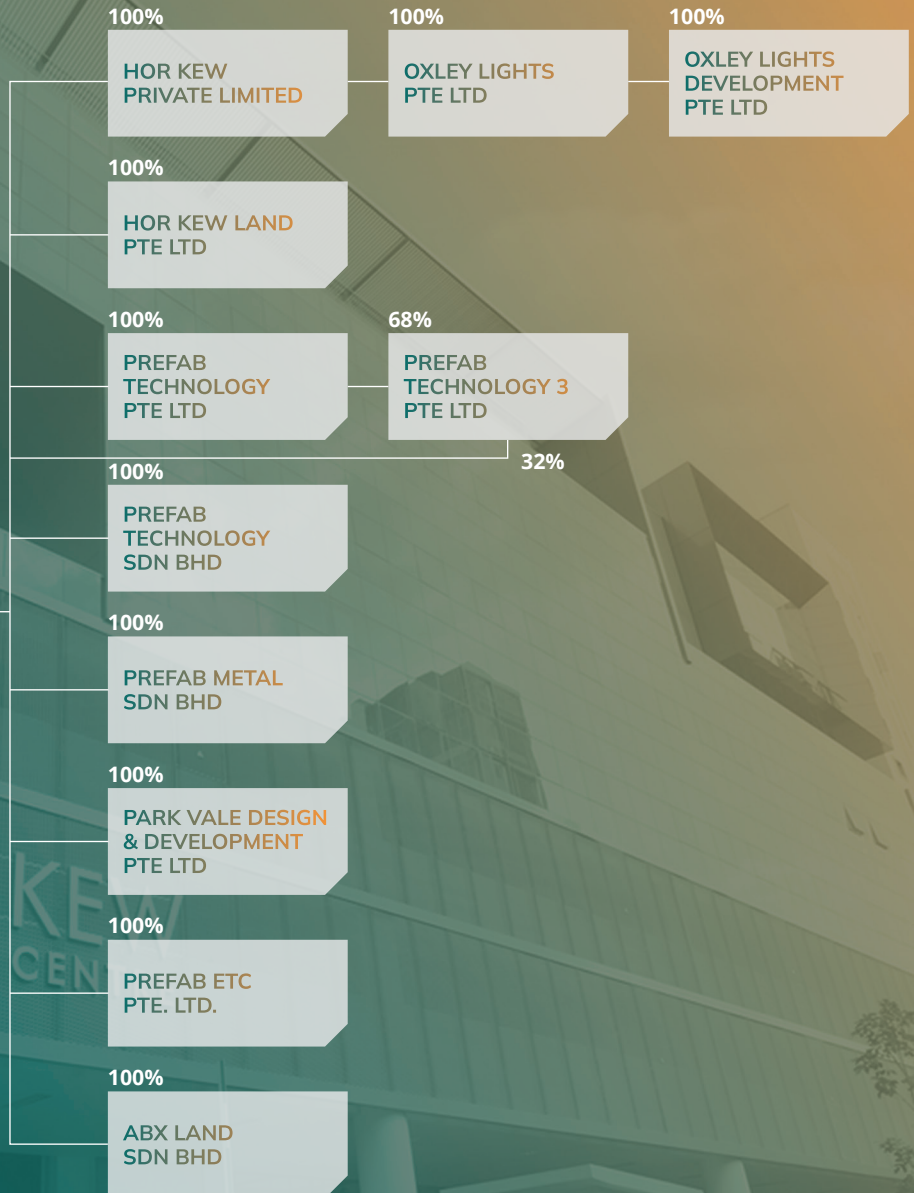 100%
HOR KEW
PRIVATE LIMITED
100%
OXLEY LIGHTS
PTE LTD
100%
OXLEY LIGHTS
DEVELOPMENT
PTE LTD
100%
HOR KEW LAND
PTE LTD
100%
PREFAB
TECHNOLOGY
PTE LTD
68%
PREFAB
TECHNOLOGY 3
PTE LTD
32%
100%
PREFAB
TECHNOLOGY
SDN BHD
100%
PREFAB METAL
SDN BHD
100%
PARK VALE DESIGN
& DEVELOPMENT
PTE LTD
KEW
CEN
100%
PREFAB ETC
PTE. LTD.
100%
ABX LAND
SDN BHD